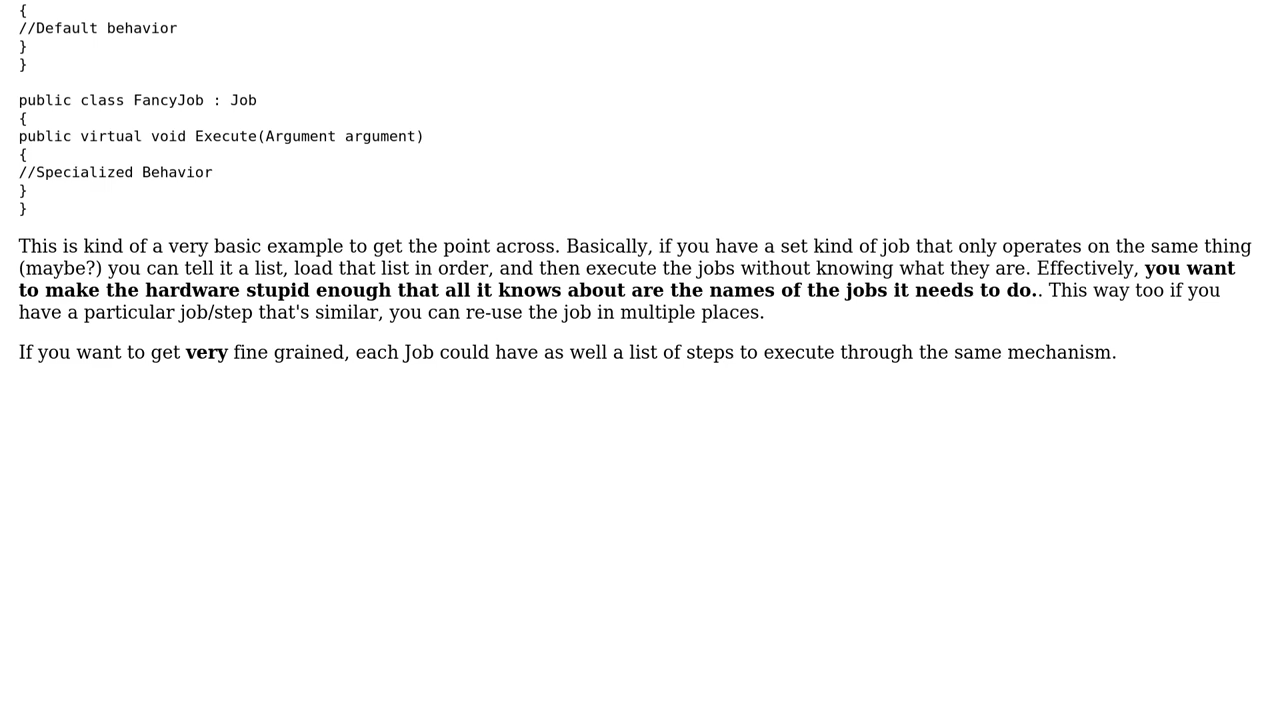 {
//Default behavior
}
}
public class FancyJob : Job
{
public virtual void Execute(Argument argument)
{
//Specialized Behavior
}
}
This is kind of a very basic example to get the point across. Basically, if you have a set kind of job that only operates on the same thing
(maybe?) you can tell it a list, load that list in order, and then execute the jobs without knowing what they are. Effectively, you want
to make the hardware stupid enough that all it knows about are the names of the jobs it needs to do.. This way too if you
have a particular job/step that's similar, you can re-use the job in multiple places.
If you want to get very fine grained, each Job could have as well a list of steps to execute through the same mechanism.